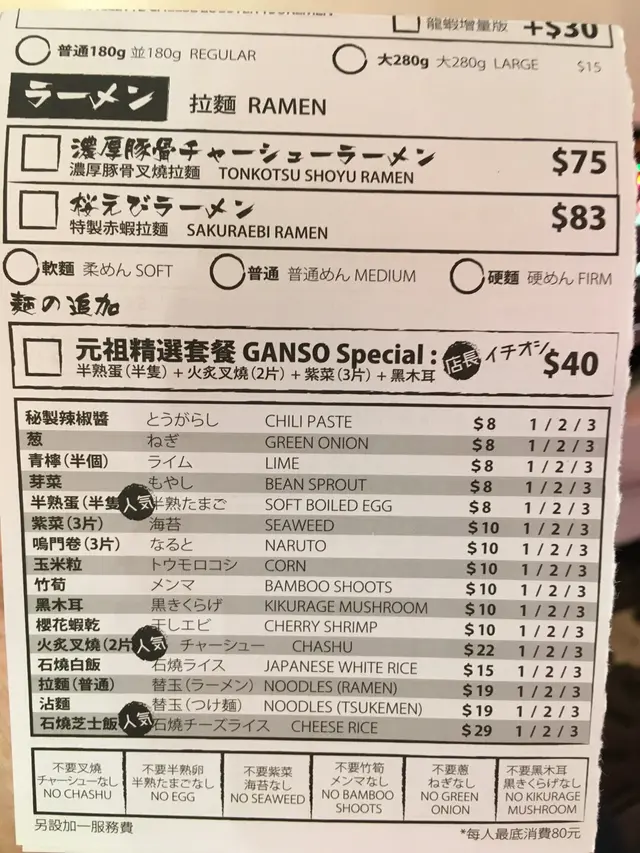 龍蝦增量版 +$30
普通180g 並180g REGULAR 大280g 大280g LARGE $15
ラーメン 拉麵 RAMEN
濃厚豚骨チャーシューラーメン $75
濃厚豚骨叉燒拉麵 TONKOTSU SHOYU RAMEN
桜えびラーメン $83
特製赤蝦拉麵 SAKURAEBI RAMEN
軟麵 柔めん SOFT 普通 普通めん MEDIUM 硬麵 硬めん FIRM
麺の追加
元祖精選套餐 GANSO Special : 店長イチオシ $40
半熟蛋(半隻)+火炙叉燒(2片)+紫菜(3片)+黑木耳
秘製辣椒醬 とうがらし CHILI PASTE $8 1 / 2 / 3
葱 ねぎ GREEN ONION $8 1 / 2 / 3
青檸(半個) ライム LIME $8 1 / 2 / 3
芽菜 もやし BEAN SPROUT $8 1 / 2 / 3
半熟蛋(半隻 人気 半熟たまご SOFT BOILED EGG $8 1 / 2 / 3
紫菜(3片) 海苔 SEAWEED $10 1 / 2 / 3
鳴門卷(3片) なると NARUTO $10 1 / 2 / 3
玉米粒 トウモロコシ CORN $10 1 / 2 / 3
竹筍 メンマ BAMBOO SHOOTS $10 1 / 2 / 3
黑木耳 黒きくらげ KIKURAGE MUSHROOM $10 1 / 2 / 3
櫻花蝦乾 干しエビ CHERRY SHRIMP $10 1 / 2 / 3
火炙叉燒(2片 人気 チャーシュー CHASHU $22 1 / 2 / 3
石燒白飯 石燒ライス JAPANESE WHITE RICE $15 1 / 2 / 3
拉麵(普通) 替玉(ラーメン) NOODLES (RAMEN) $19 1 / 2 / 3
沾麵 替玉(つけ麺) NOODLES (TSUKEMEN) $19 1 / 2 / 3
石燒芝士飯 人気 石燒チーズライス CHEESE RICE $29 1 / 2 / 3
不要叉燒 不要半熟卵 不要紫菜 不要竹筍 不要蔥 不要黑木耳
チャーシューなし 半熟たまごなし 海苔なし メンマなし ねぎなし 黒きくらげなし
NO CHASHU NO EGG NO SEAWEED NO BAMBOO NO GREEN NO KIKURAGE
SHOOTS ONION MUSHROOM
另設加一服務費 *每人最底消費80元